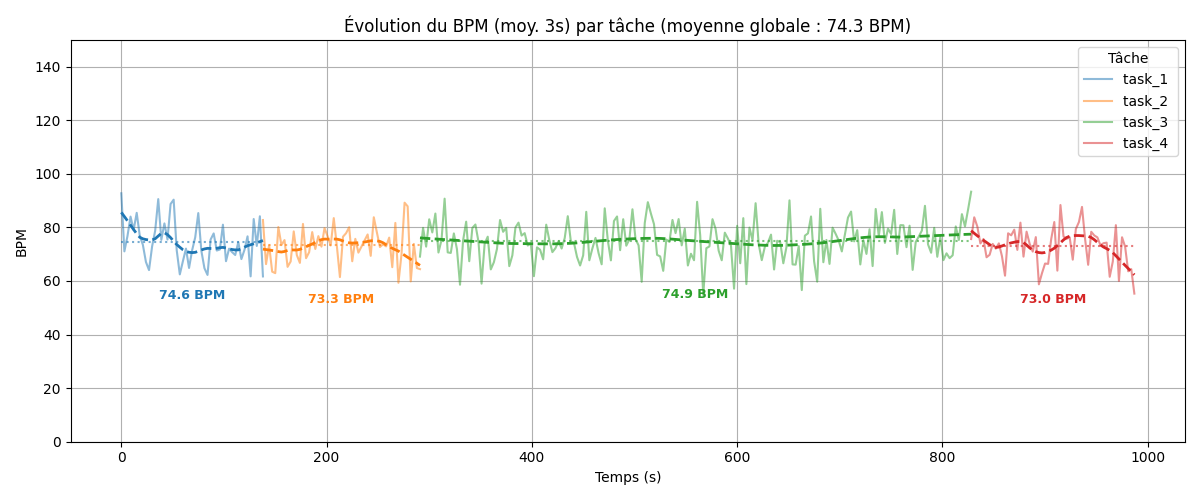 Évolution du BPM (moy. 3s) par tâche (moyenne globale : 74.3 BPM)
BPM
140
120
100
80
60
40
20
0
Tâche
task_1
task_2
task_3
task_4
74.6 BPM
73.3 BPM
74.9 BPM
73.0 BPM
0
200
400
600
800
1000
Temps (s)